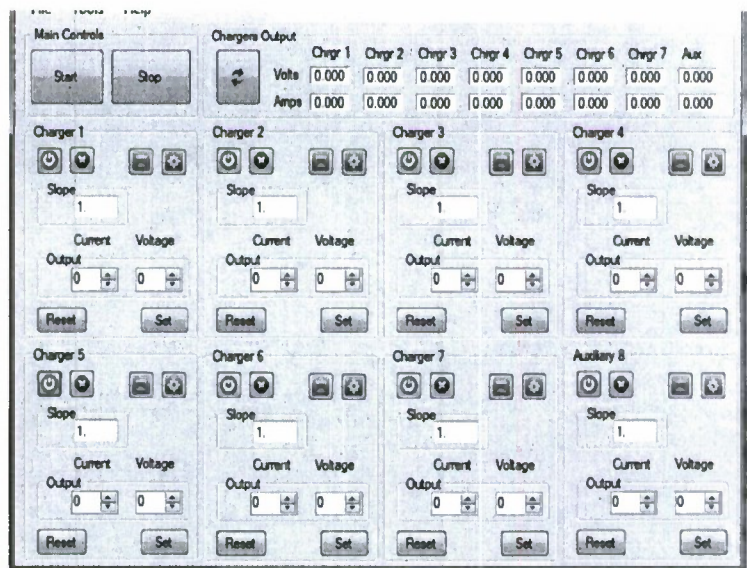 File Tools Help
Main Controls
Start Stop
Chargers Output
Chrgr 1 Chrgr 2 Chrgr 3 Chrgr 4 Chrgr 5 Chrgr 6 Chrgr 7 Aux
Volts 0.000 0.000 0.000 0.000 0.000 0.000 0.000 0.000
Amps 0.000 0.000 0.000 0.000 0.000 0.000 0.000 0.000
Charger 1 Charger 2 Charger 3 Charger 4
Slope Slope Slope Slope
1. 1. 1. 1.
Current Voltage Current Voltage Current Voltage Current Voltage
Output Output Output Output
0 0 0 0 0 0 0 0
Reset Set Reset Set Reset Set Reset Set
Charger 5 Charger 6 Charger 7 Auxiliary 8
Slope Slope Slope Slope
1. 1. 1. 1.
Current Voltage Current Voltage Current Voltage Current Voltage
Output Output Output Output
0 0 0 0 0 0 0 0
Reset Set Reset Set Reset Set Reset Set